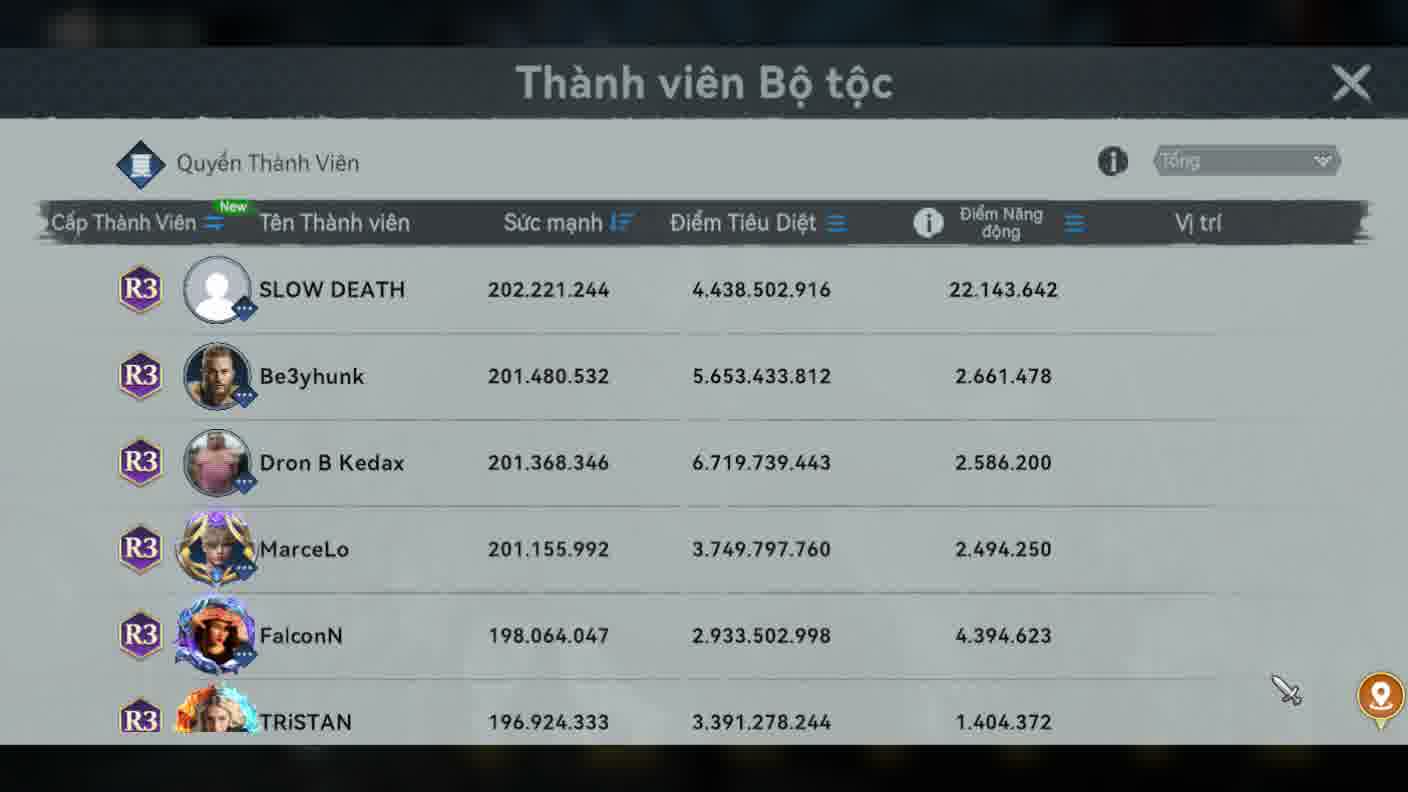 Thành viên Bộ tộc
Quyển Thành Viên
Tổng
Cấp Thành Viên New Tên Thành viên Sức mạnh Điểm Tiêu Diệt Điểm Năng động Vị trí
R3 SLOW DEATH 202.221.244 4.438.502.916 22.143.642
R3 Be3yhunk 201.480.532 5.653.433.812 2.661.478
R3 Dron B Kedax 201.368.346 6.719.739.443 2.586.200
R3 MarceLo 201.155.992 3.749.797.760 2.494.250
R3 FalconN 198.064.047 2.933.502.998 4.394.623
R3 TRiSTAN 196.924.333 3.391.278.244 1.404.372